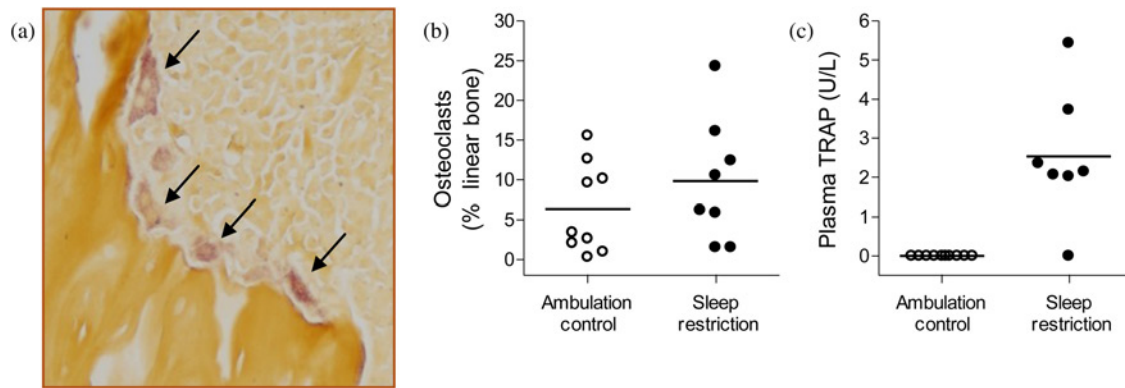 (a)
(b)
Osteoclasts
(% linear bone)
30
25
20
15
10
5
0
Ambulation
control
Sleep
restriction
(c)
Plasma TRAP (U/L)
6
5
4
3
2
1
0
Ambulation
control
Sleep
restriction